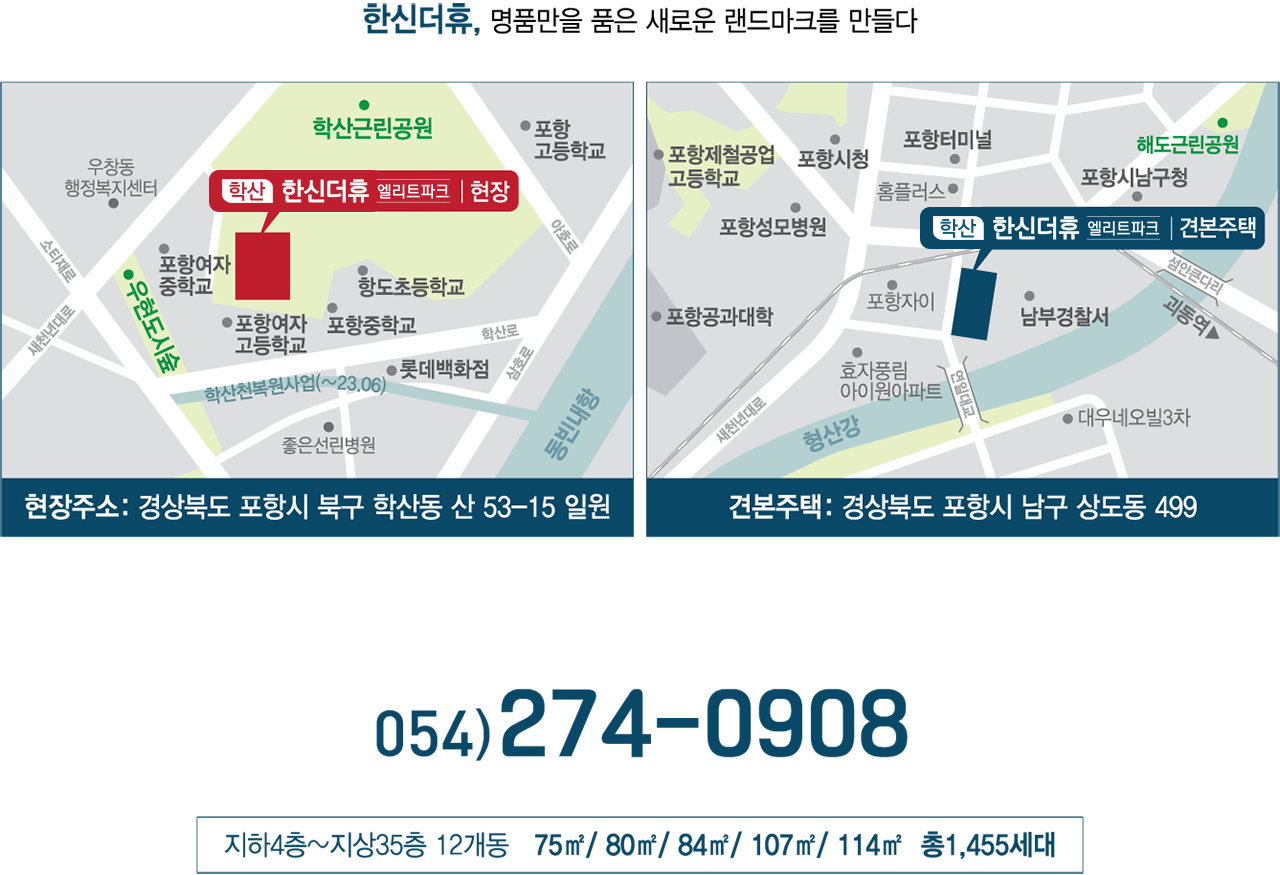 한신더휴, 명품만을 품은 새로운 랜드마크를 만들다
학산근린공원
포항
고등학교
우창동
행정복지센터
학산 한신더휴 엘리트파크 | 현장
소티재로
이호로
포항여자
중학교
우현도시숲
항도초등학교
새천년대로
포항여자
고등학교
포항중학교
학산로
삼호로
롯데백화점
학산천복원사업(~23.06)
동빈내항
좋은선린병원
현장주소: 경상북도 포항시 북구 학산동 산 53-15 일원
포항제철공업
고등학교
포항시청
포항터미널
해도근린공원
홈플러스
포항시남구청
포항성모병원
학산 한신더휴 엘리트파크 | 견본주택
섬안큰다리
포항자이
포항공과대학
남부경찰서
괴동역▲
효자풍림
아이원아파트
연일대교
새천년대로
형산강
대우네오빌3차
견본주택: 경상북도 포항시 남구 상도동 499
054)274-0908
지하4층~지상35층 12개동 75㎡/ 80㎡/ 84㎡/ 107㎡/ 114㎡ 총1,455세대